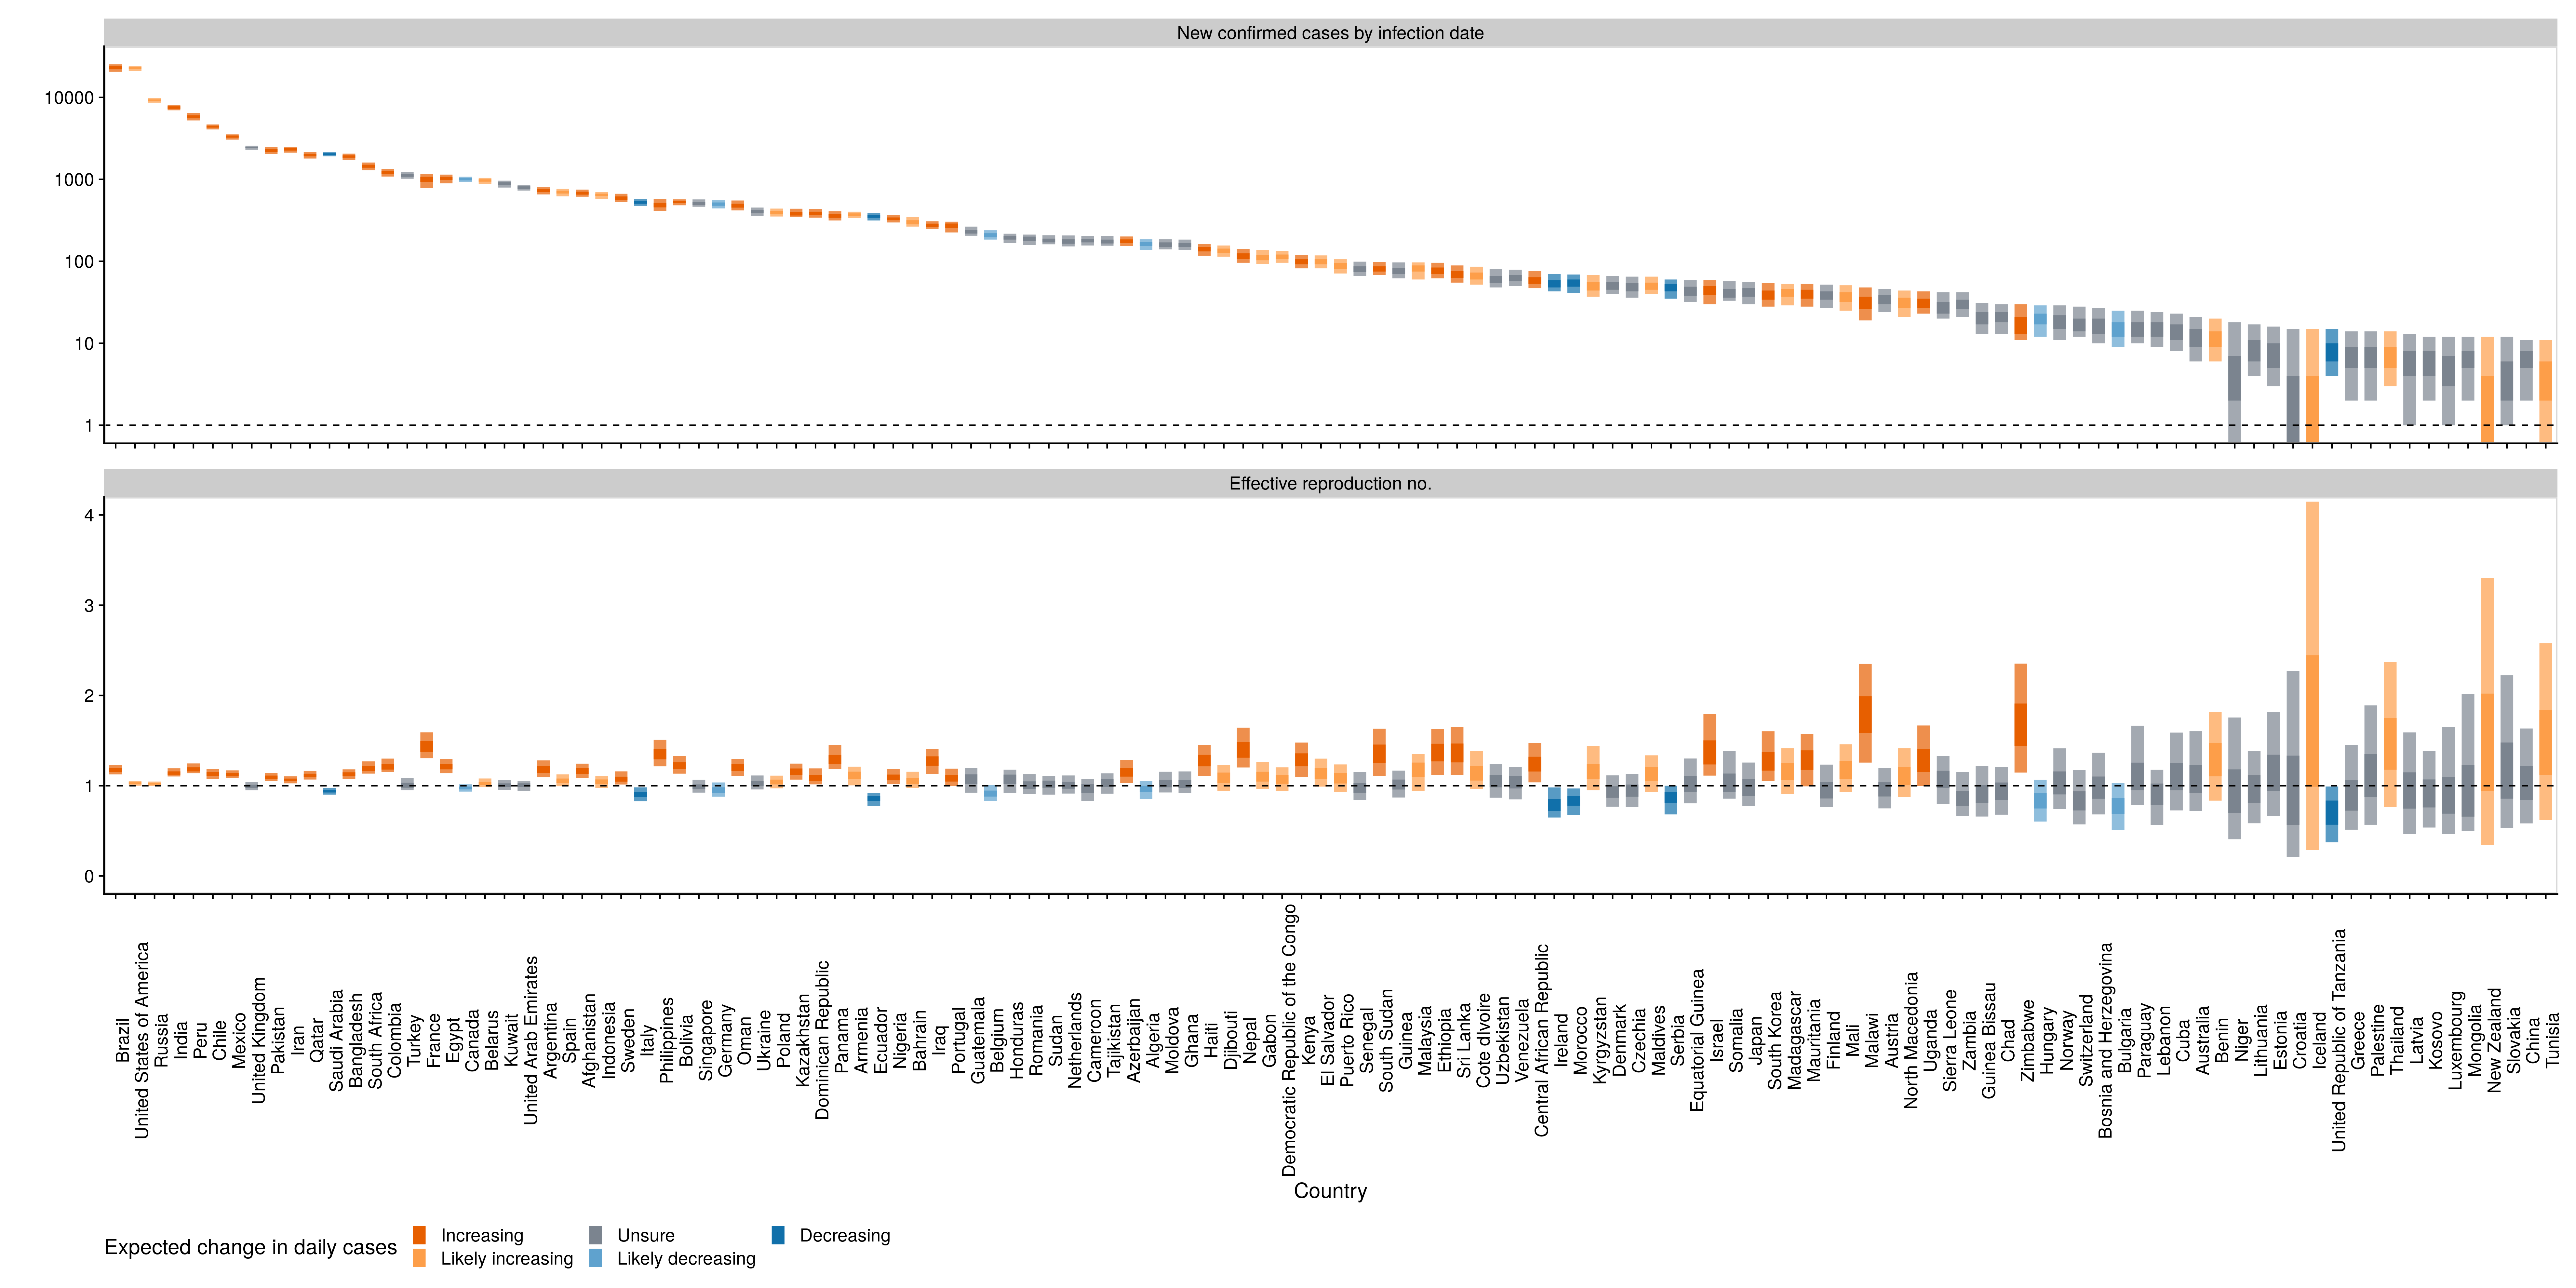 New confirmed cases by infection date
10000
1000
100
10
1
Effective reproduction no.
4
3
2
1
0
Brazil
United States of America
Russia
India
Peru
Chile
Mexico
United Kingdom
Pakistan
Iran
Qatar
Saudi Arabia
Bangladesh
South Africa
Colombia
Turkey
France
Egypt
Canada
Belarus
Kuwait
United Arab Emirates
Argentina
Spain
Afghanistan
Indonesia
Sweden
Italy
Philippines
Bolivia
Singapore
Germany
Oman
Ukraine
Poland
Kazakhstan
Dominican Republic
Panama
Armenia
Ecuador
Nigeria
Bahrain
Iraq
Portugal
Guatemala
Belgium
Honduras
Romania
Sudan
Netherlands
Cameroon
Tajikistan
Azerbaijan
Algeria
Moldova
Ghana
Haiti
Djibouti
Nepal
Gabon
Democratic Republic of the Congo
Kenya
El Salvador
Puerto Rico
Senegal
South Sudan
Guinea
Malaysia
Ethiopia
Sri Lanka
Cote dIvoire
Uzbekistan
Venezuela
Central African Republic
Ireland
Morocco
Kyrgyzstan
Denmark
Czechia
Maldives
Serbia
Equatorial Guinea
Israel
Somalia
Japan
South Korea
Madagascar
Mauritania
Finland
Mali
Malawi
Austria
North Macedonia
Uganda
Sierra Leone
Zambia
Guinea Bissau
Chad
Zimbabwe
Hungary
Norway
Switzerland
Bosnia and Herzegovina
Bulgaria
Paraguay
Lebanon
Cuba
Australia
Benin
Niger
Lithuania
Estonia
Croatia
Iceland
United Republic of Tanzania
Greece
Palestine
Thailand
Latvia
Kosovo
Luxembourg
Mongolia
New Zealand
Slovakia
China
Tunisia
Country
Expected change in daily cases
Increasing
Unsure
Decreasing
Likely increasing
Likely decreasing